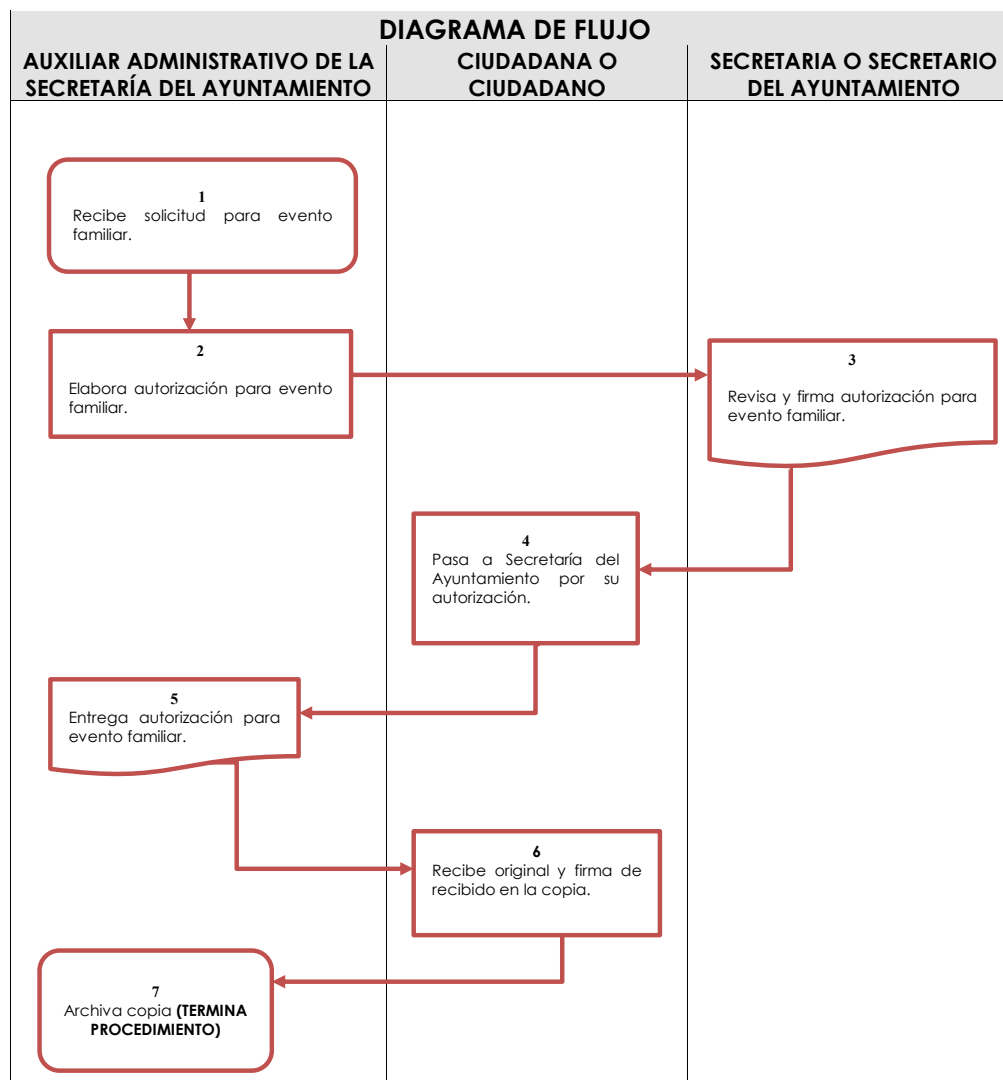 DIAGRAMA DE FLUJO
AUXILIAR ADMINISTRATIVO DE LA
SECRETARÍA DEL AYUNTAMIENTO
CIUDADANA O
CIUDADANO
SECRETARIA O SECRETARIO
DEL AYUNTAMIENTO
1
Recibe solicitud para evento
familiar.
2
Elabora autorización para evento
familiar.
3
Revisa y firma autorización para
evento familiar.
4
Pasa a Secretaría del
Ayuntamiento por su
autorización.
5
Entrega autorización para
evento familiar.
6
Recibe original y firma de
recibido en la copia.
7
Archiva copia (TERMINA
PROCEDIMIENTO)